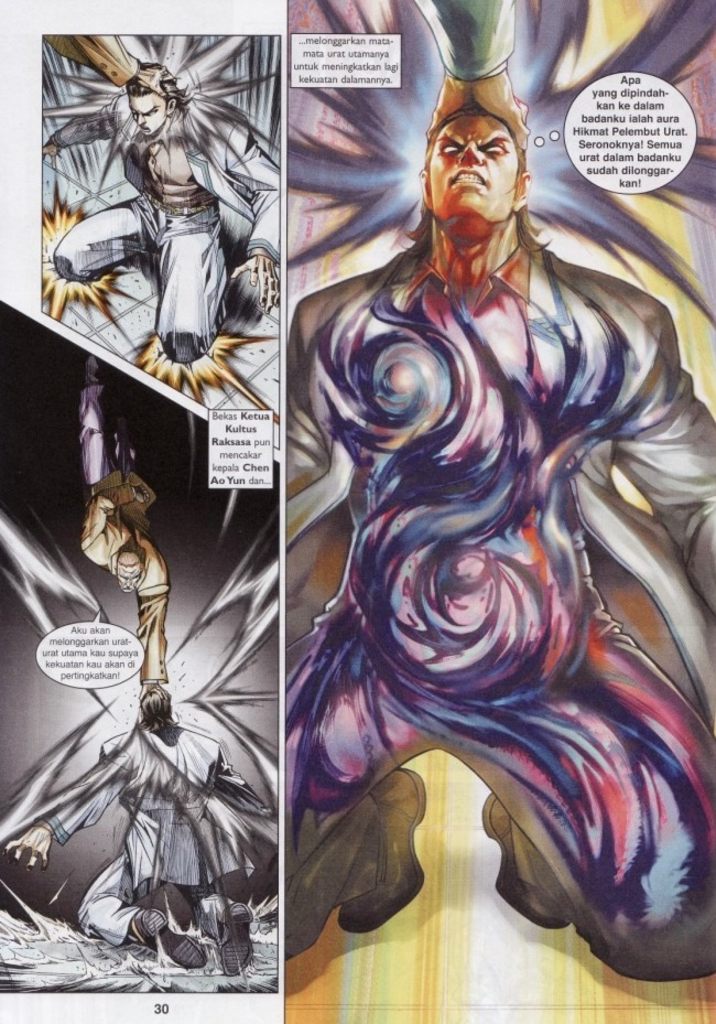 Bekas Ketua
Kultus
Raksasa pun
mencakar
kepala Chen
Ao Yun dan...
Aku akan
melonggarkan urat-
urat utama kau supaya
kekuatan kau akan di
pertingkatkan!
...melonggarkan mata-
mata urat utamanya
untuk meningkatkan lagi
kekuatan dalamannya.
Apa
yang dipindah-
kan ke dalam
badanku ialah aura
Hikmat Pelembut Urat.
Seronoknya! Semua
urat dalam badanku
sudah dilonggar-
kan!
30